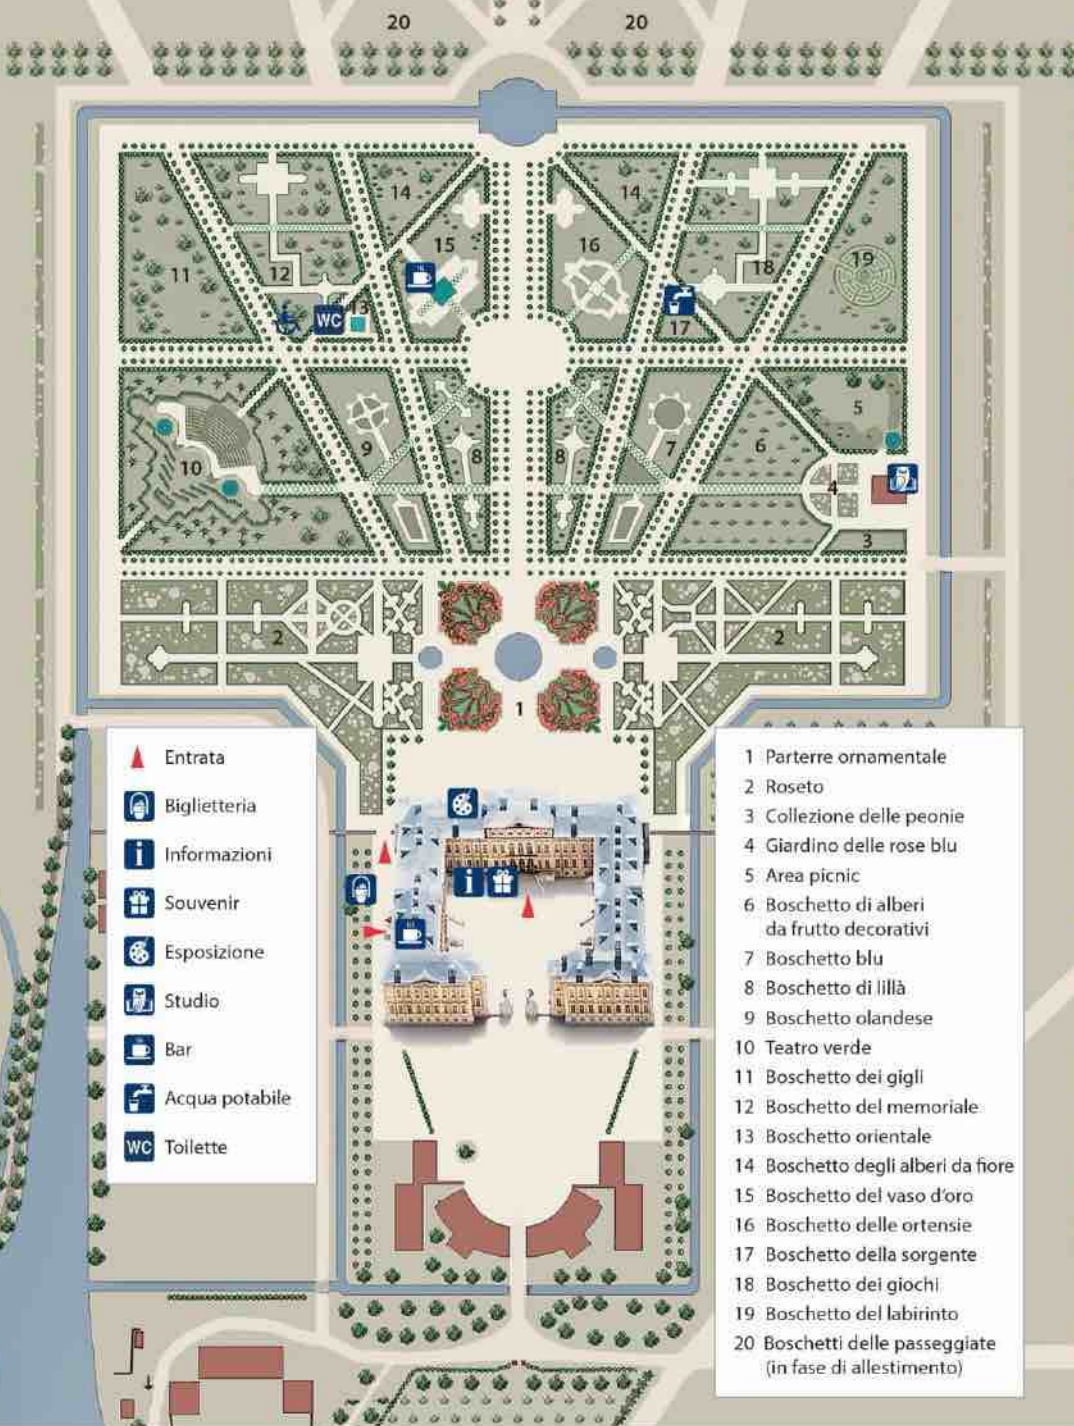 20
20
14
14
15
16
11
12
18
19
WC
13
17
5
10
9
8
8
7
6
4
3
2
2
1
Entrata
Biglietteria
i Informazioni
Souvenir
Esposizione
Studio
Bar
Acqua potabile
WC Toilette
i
1 Parterre ornamentale
2 Roseto
3 Collezione delle peonie
4 Giardino delle rose blu
5 Area picnic
6 Boschetto di alberi
da frutto decorativi
7 Boschetto blu
8 Boschetto di lillà
9 Boschetto olandese
10 Teatro verde
11 Boschetto dei gigli
12 Boschetto del memoriale
13 Boschetto orientale
14 Boschetto degli alberi da fiore
15 Boschetto del vaso d'oro
16 Boschetto delle ortensie
17 Boschetto della sorgente
18 Boschetto dei giochi
19 Boschetto del labirinto
20 Boschetti delle passeggiate
(in fase di allestimento)